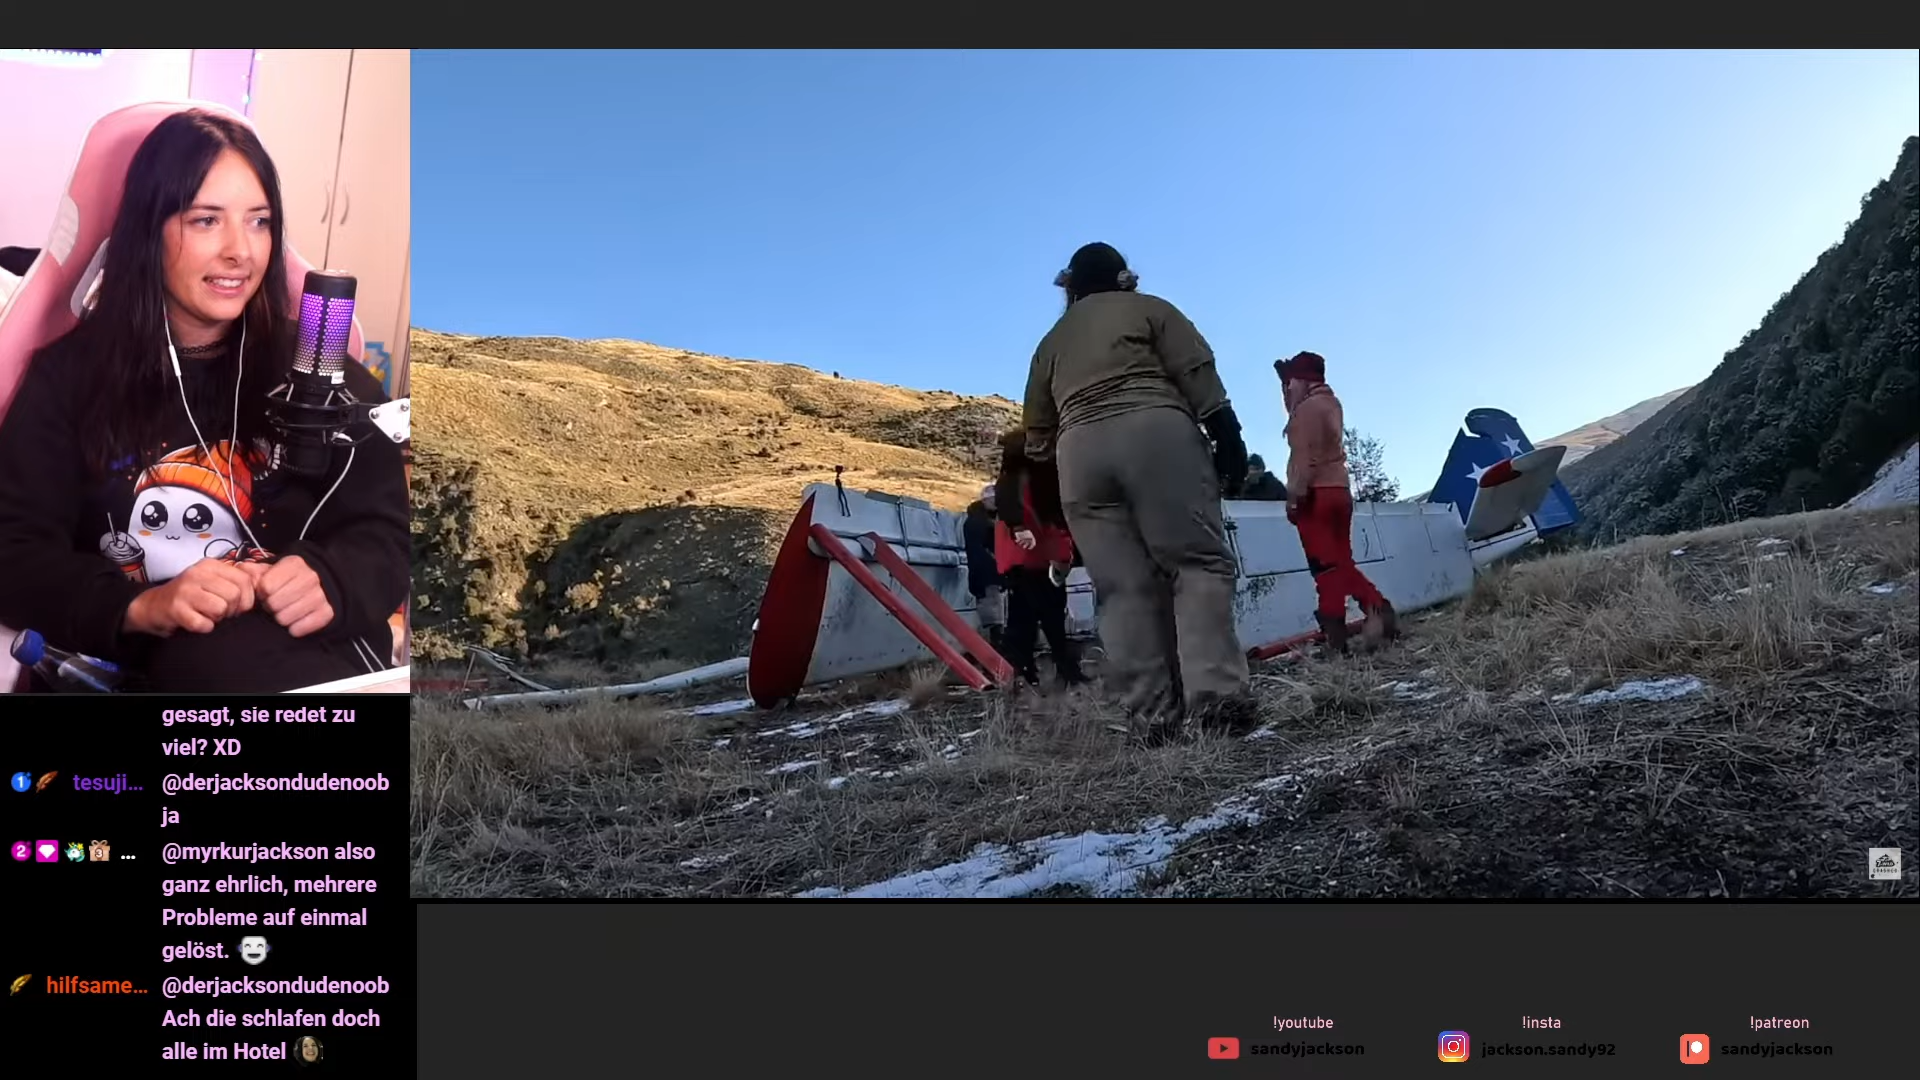 gesagt, sie redet zu
viel? XD
tesuji... @derjacksondudenoob
ja
... @myrkurjackson also
ganz ehrlich, mehrere
Probleme auf einmal
gelöst.
hilfsame... @derjacksondudenoob
Ach die schlafen doch
alle im Hotel
!youtube
sandyjackson
!insta
jackson.sandy92
!patreon
sandyjackson